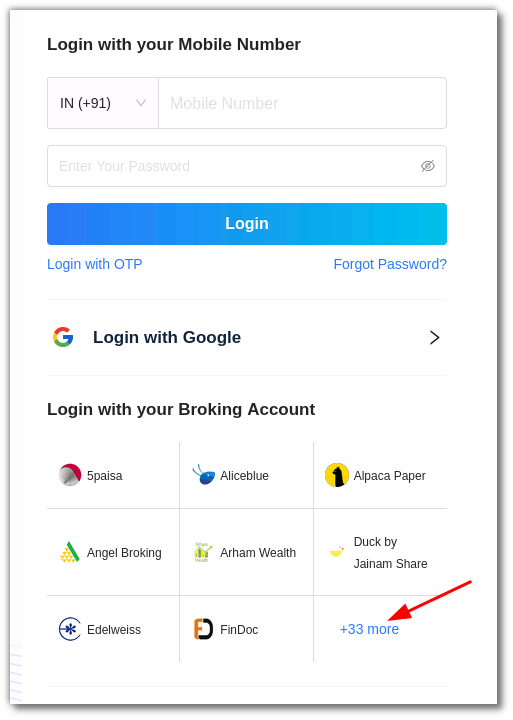 Login with your Mobile Number
IN (+91)
Mobile Number
Enter Your Password
Login
Login with OTP
Forgot Password?
Login with Google
Login with your Broking Account
5paisa
Aliceblue
Alpaca Paper
Angel Broking
Arham Wealth
Duck by
Jainam Share
Edelweiss
FinDoc
+33 more